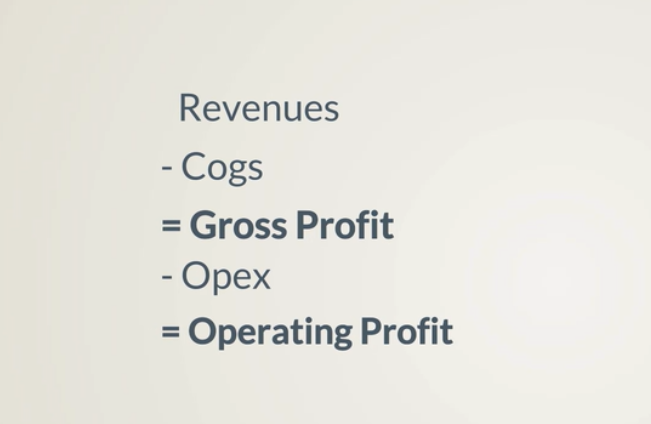 Revenues
- Cogs
= Gross Profit
- Opex
= Operating Profit